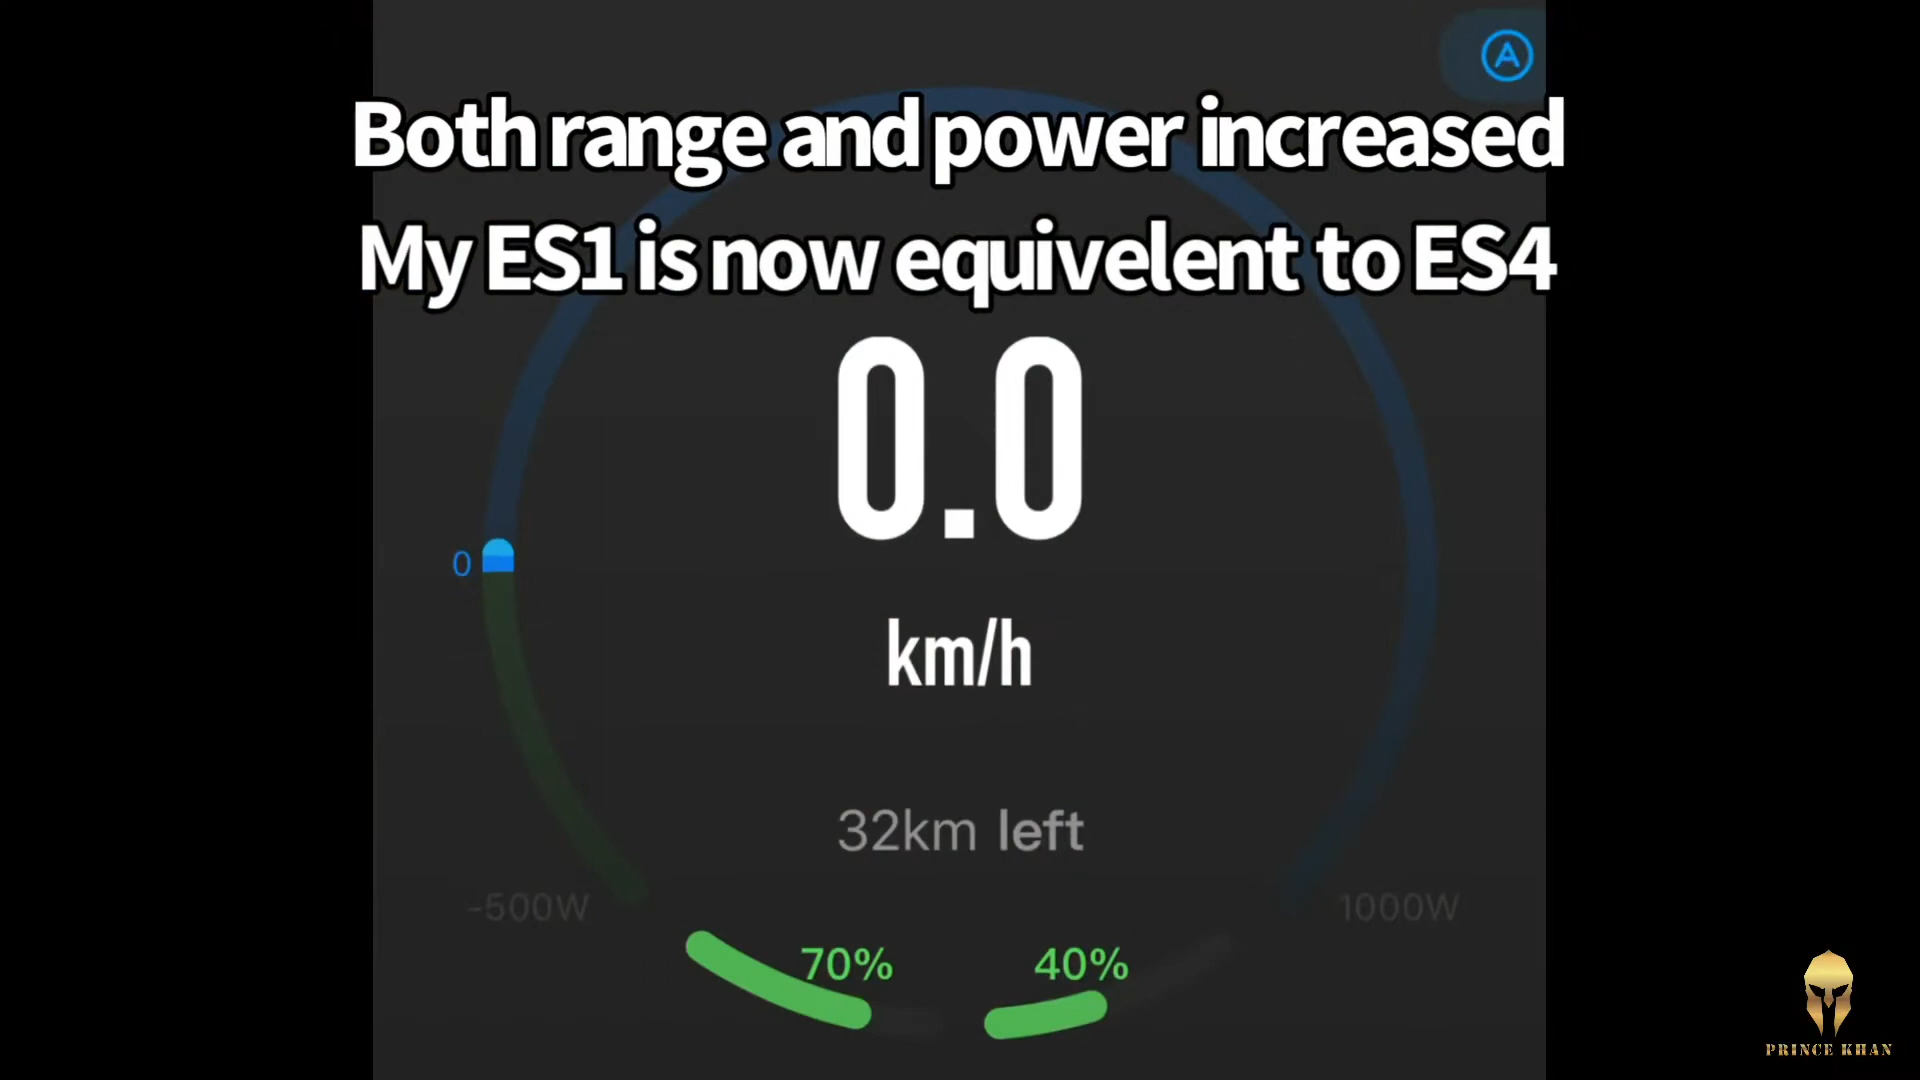 A
Both range and power increased
My ES1 is now equivelent to ES4
0.0
0
km/h
32km left
-500W
1000W
70%
40%
PRINCE KHAN